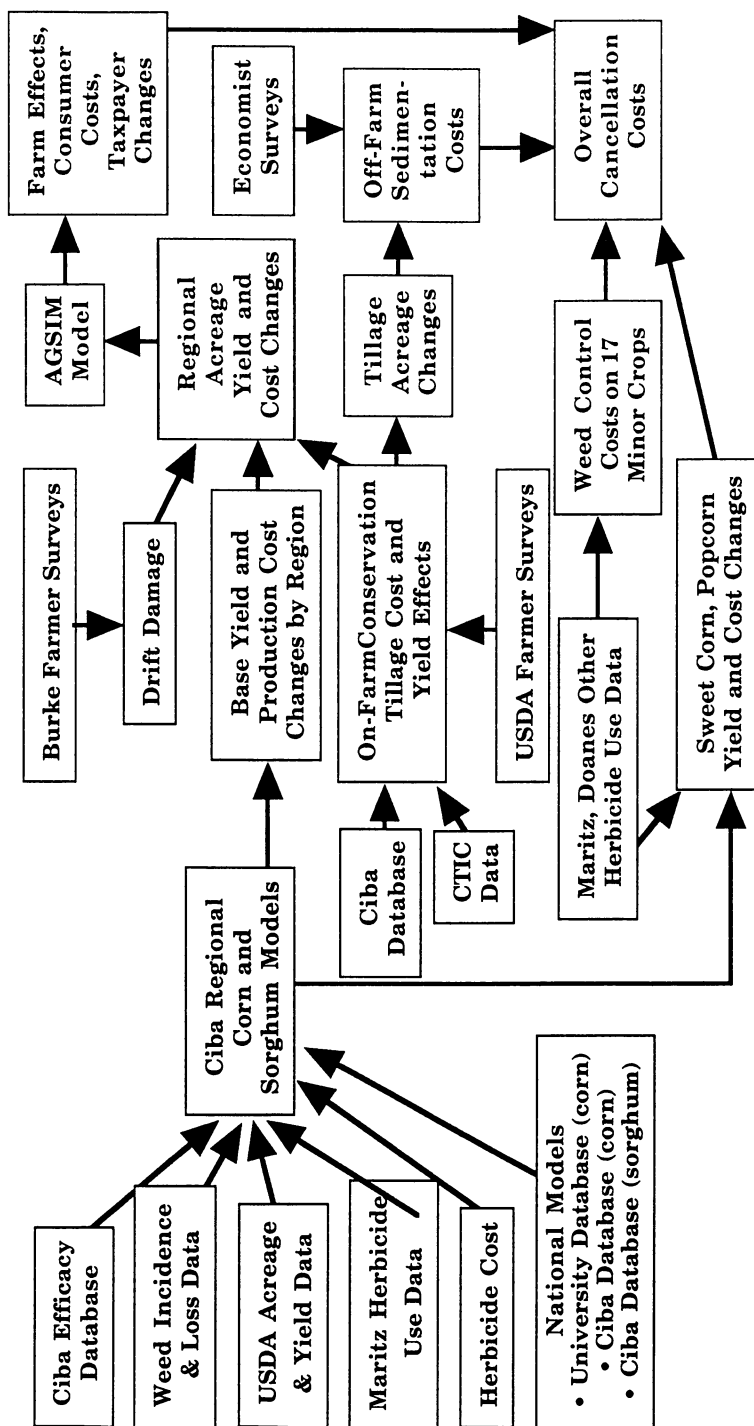 Ciba Efficacy
Database
Weed Incidence
& Loss Data
USDA Acreage
& Yield Data
Maritz Herbicide
Use Data
Herbicide Cost
National Models
• University Database (corn)
• Ciba Database (corn)
• Ciba Database (sorghum)
Ciba Regional
Corn and
Sorghum Models
Burke Farmer Surveys
Drift Damage
Base Yield and
Production Cost
Changes by Region
Ciba
Database
CTIC
Data
On-FarmConservation
Tillage Cost and
Yield Effects
USDA Farmer Surveys
Maritz, Doanes Other
Herbicide Use Data
Sweet Corn, Popcorn
Yield and Cost Changes
AGSIM
Model
Regional
Acreage
Yield and
Cost Changes
Tillage
Acreage
Changes
Weed Control
Costs on 17
Minor Crops
Farm Effects,
Consumer
Costs,
Taxpayer
Changes
Economist
Surveys
Off-Farm
Sedimen-
tation
Costs
Overall
Cancellation
Costs